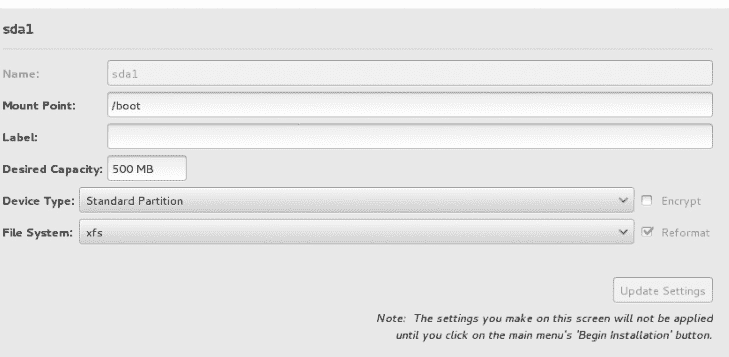 sda1
Name: sda1
Mount Point: /boot
Label:
Desired Capacity: 500 MB
Device Type: Standard Partition Encrypt
File System: xfs Reformat
Update Settings
Note: The settings you make on this screen will not be applied
until you click on the main menu's 'Begin Installation' button.